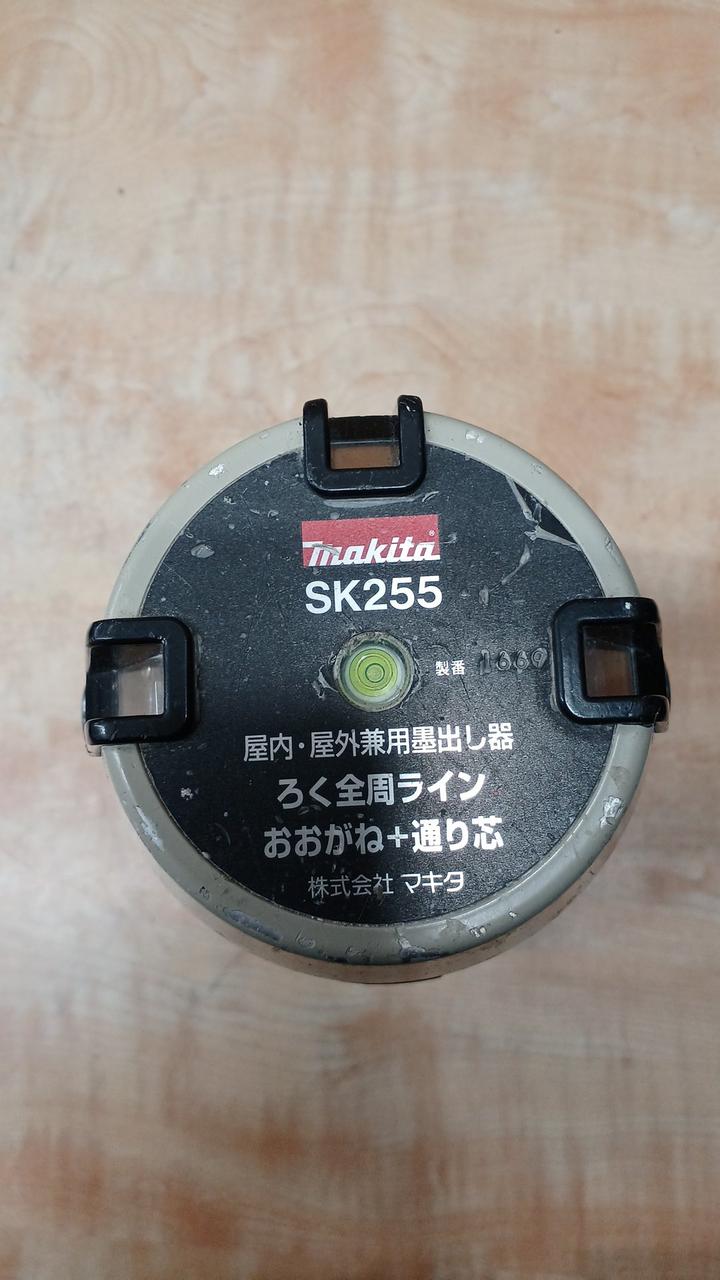 makita®
SK255
製番 1669
屋内・屋外兼用墨出し器
ろく全周ライン
おおがね+通り芯
株式会社 マキタ